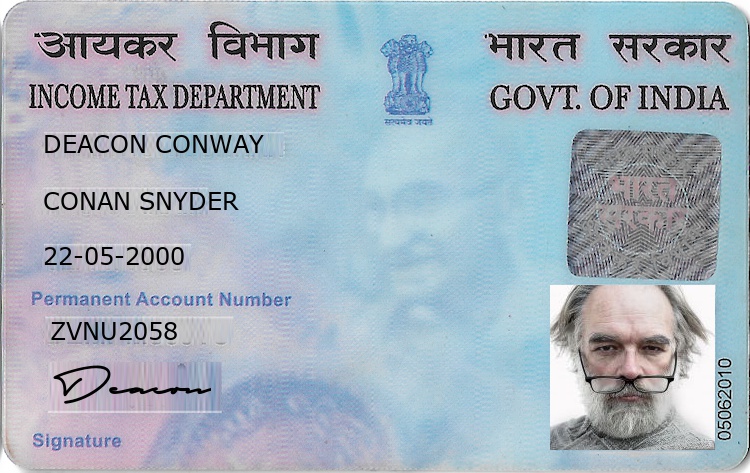 आयकर विभाग
भारत सरकार
INCOME TAX DEPARTMENT
GOVT. OF INDIA
सत्यमेव जयते
DEACON CONWAY
CONAN SNYDER
22-05-2000
भारत
सरकार
Permanent Account Number
ZVNU2058
Deacon
Signature
05062010